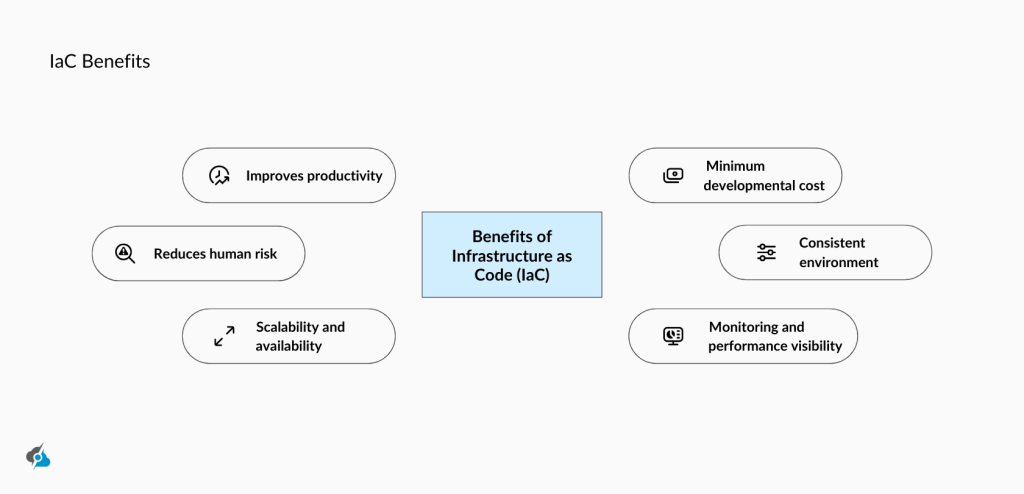 IaC Benefits
Improves productivity
Reduces human risk
Scalability and
availability
Benefits of
Infrastructure as
Code (IaC)
Minimum
developmental cost
Consistent
environment
Monitoring and
performance visibility